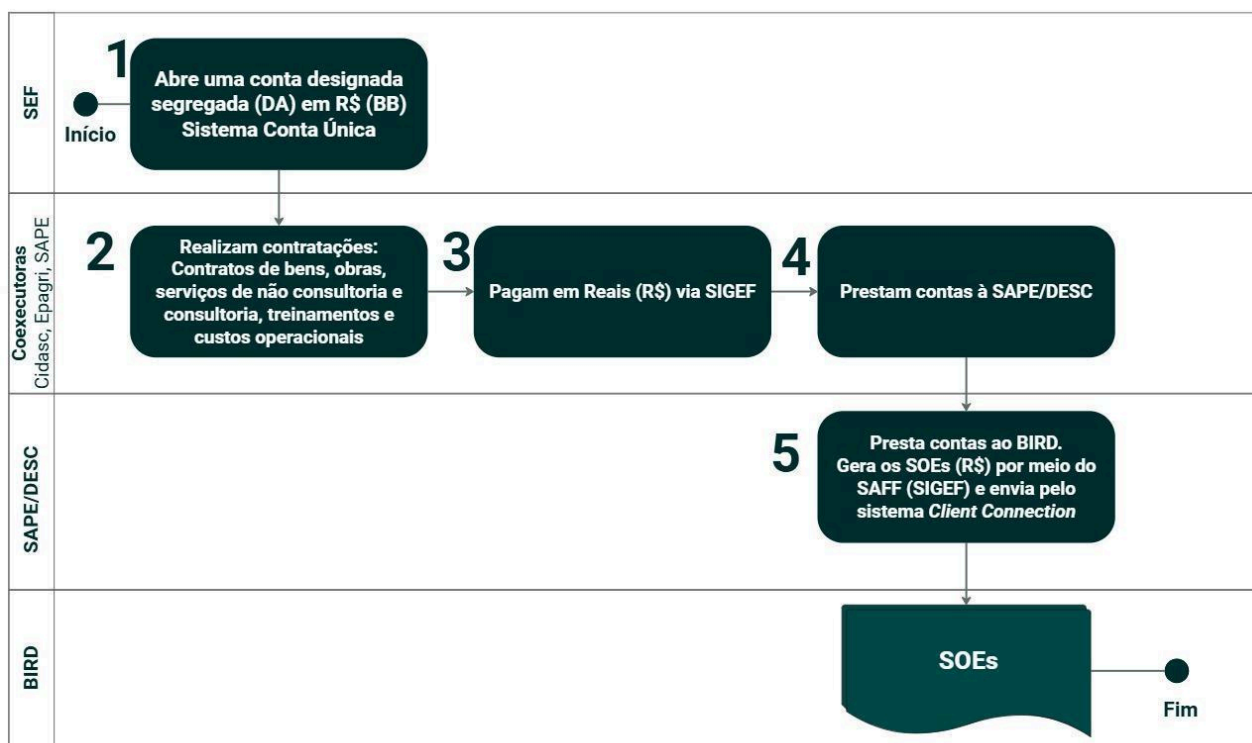 SEF
Início
1
Abre uma conta designada
segregada (DA) em R$ (BB)
Sistema Conta Única
Coexecutoras
Cidasc, Epagri, SAPE
2
Realizam contratações:
Contratos de bens, obras,
serviços de não consultoria e
consultoria, treinamentos e
custos operacionais
3
Pagam em Reais (R$) via SIGEF
4
Prestam contas à SAPE/DESC
SAPE/DESC
5
Presta contas ao BIRD.
Gera os SOEs (R$) por meio do
SAFF (SIGEF) e envia pelo
sistema Client Connection
BIRD
SOEs
Fim